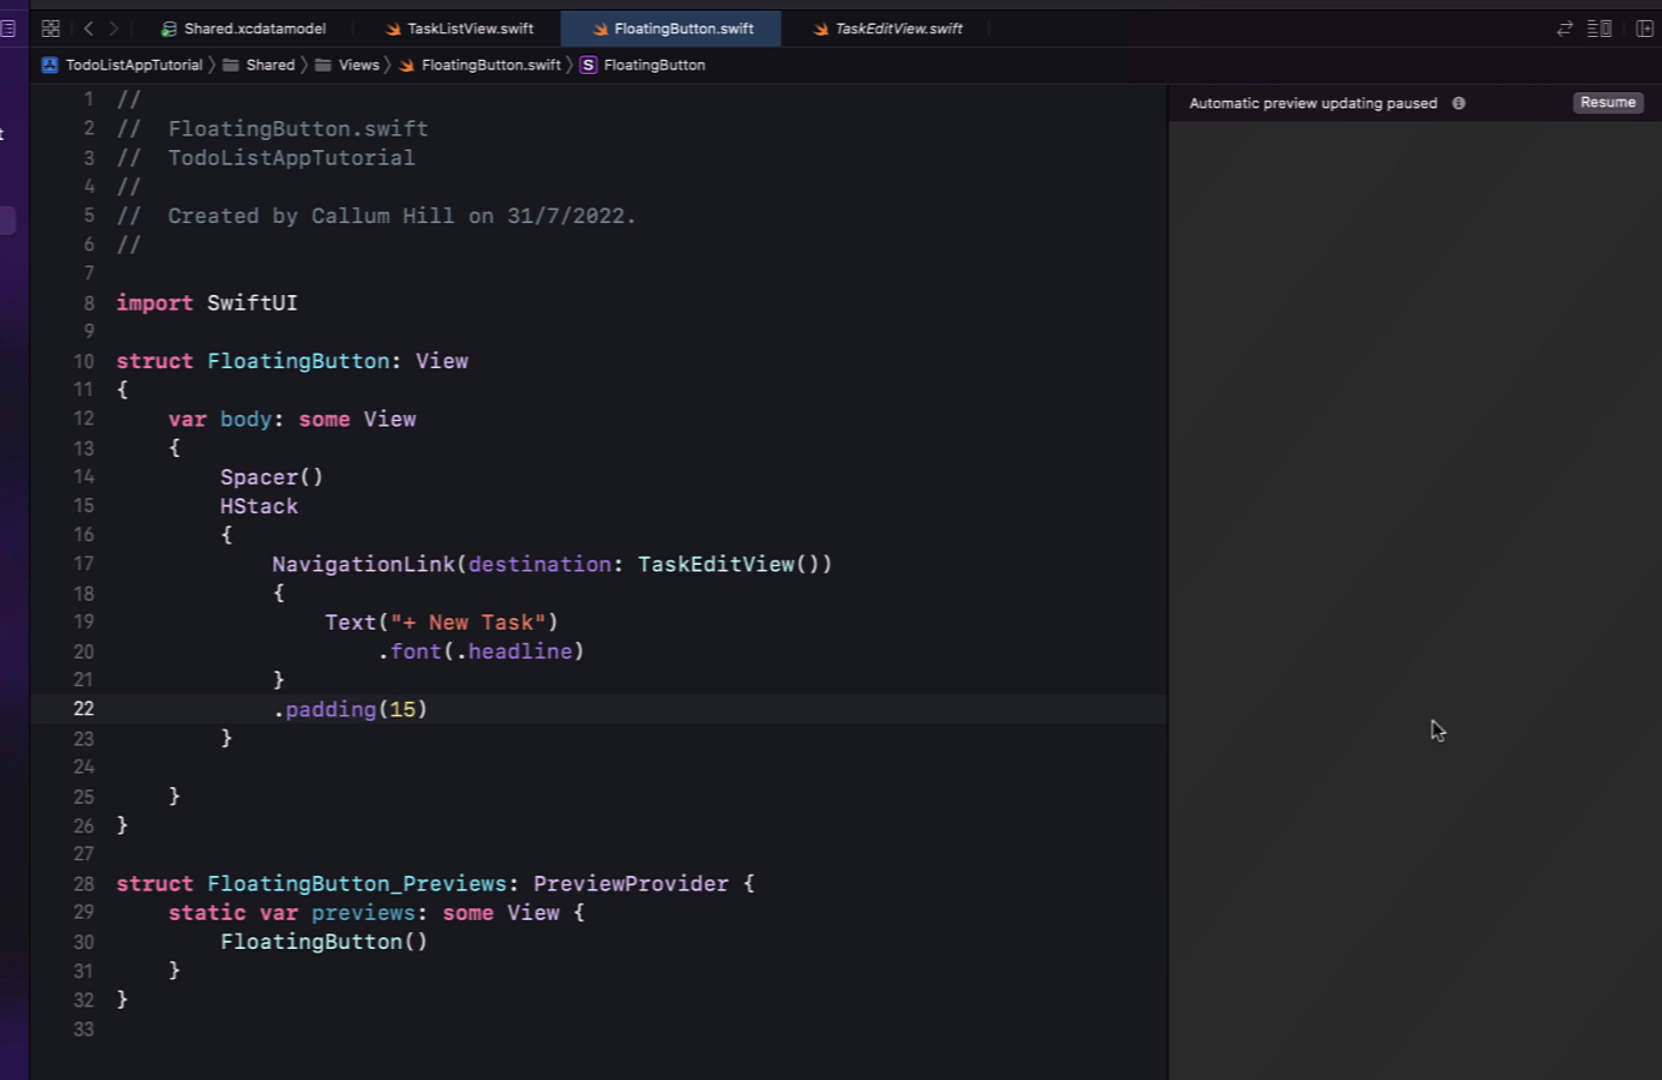 Shared.xcdatamodel TaskListView.swift FloatingButton.swift TaskEditView.swift
TodoListAppTutorial Shared Views FloatingButton.swift S FloatingButton
Automatic preview updating paused Resume
1 //
2 //  FloatingButton.swift
3 //  TodoListAppTutorial
4 //
5 //  Created by Callum Hill on 31/7/2022.
6 //
7
8 import SwiftUI
9
10 struct FloatingButton: View
11 {
12     var body: some View
13     {
14         Spacer()
15         HStack
16         {
17             NavigationLink(destination: TaskEditView())
18             {
19                 Text("+ New Task")
20                     .font(.headline)
21             }
22             .padding(15)
23         }
24
25     }
26 }
27
28 struct FloatingButton_Previews: PreviewProvider {
29     static var previews: some View {
30         FloatingButton()
31     }
32 }
33